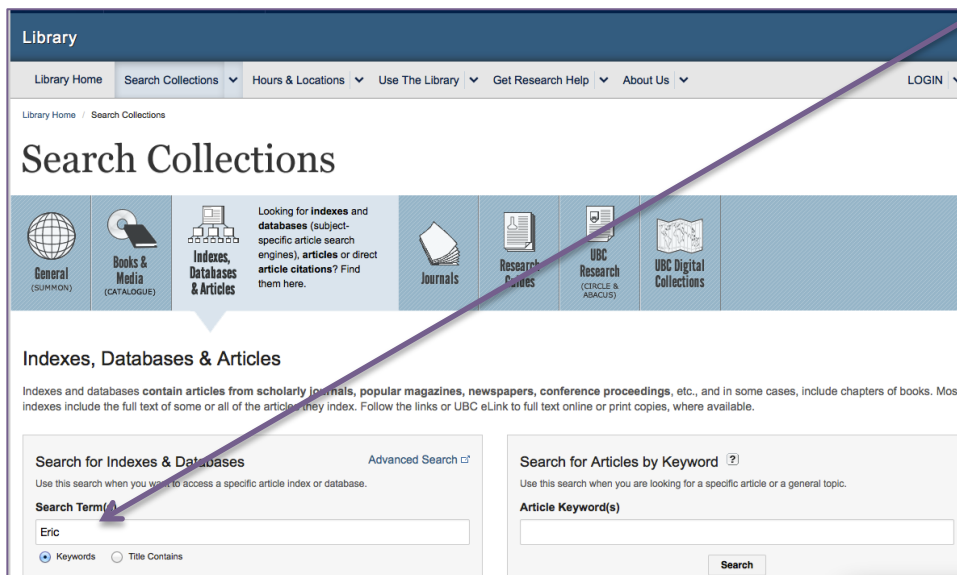 Library
Library Home Search Collections Hours & Locations Use The Library Get Research Help About Us LOGIN
Library Home / Search Collections
Search Collections
General
(SUMMON)
Books &
Media
(CATALOGUE)
Indexes,
Databases
& Articles
Looking for indexes and
databases (subject-
specific article search
engines), articles or direct
article citations? Find
them here.
Journals
Research
Guides
UBC
Research
(CIRCLE &
ABACUS)
UBC Digital
Collections
Indexes, Databases & Articles
Indexes and databases contain articles from scholarly journals, popular magazines, newspapers, conference proceedings, etc., and in some cases, include chapters of books. Mos
indexes include the full text of some or all of the articles they index. Follow the links or UBC eLink to full text online or print copies, where available.
Search for Indexes & Databases
Advanced Search
Use this search when you want to access a specific article index or database.
Search Term(s)
Eric
Keywords Title Contains
Search for Articles by Keyword ?
Use this search when you are looking for a specific article or a general topic.
Article Keyword(s)
Search